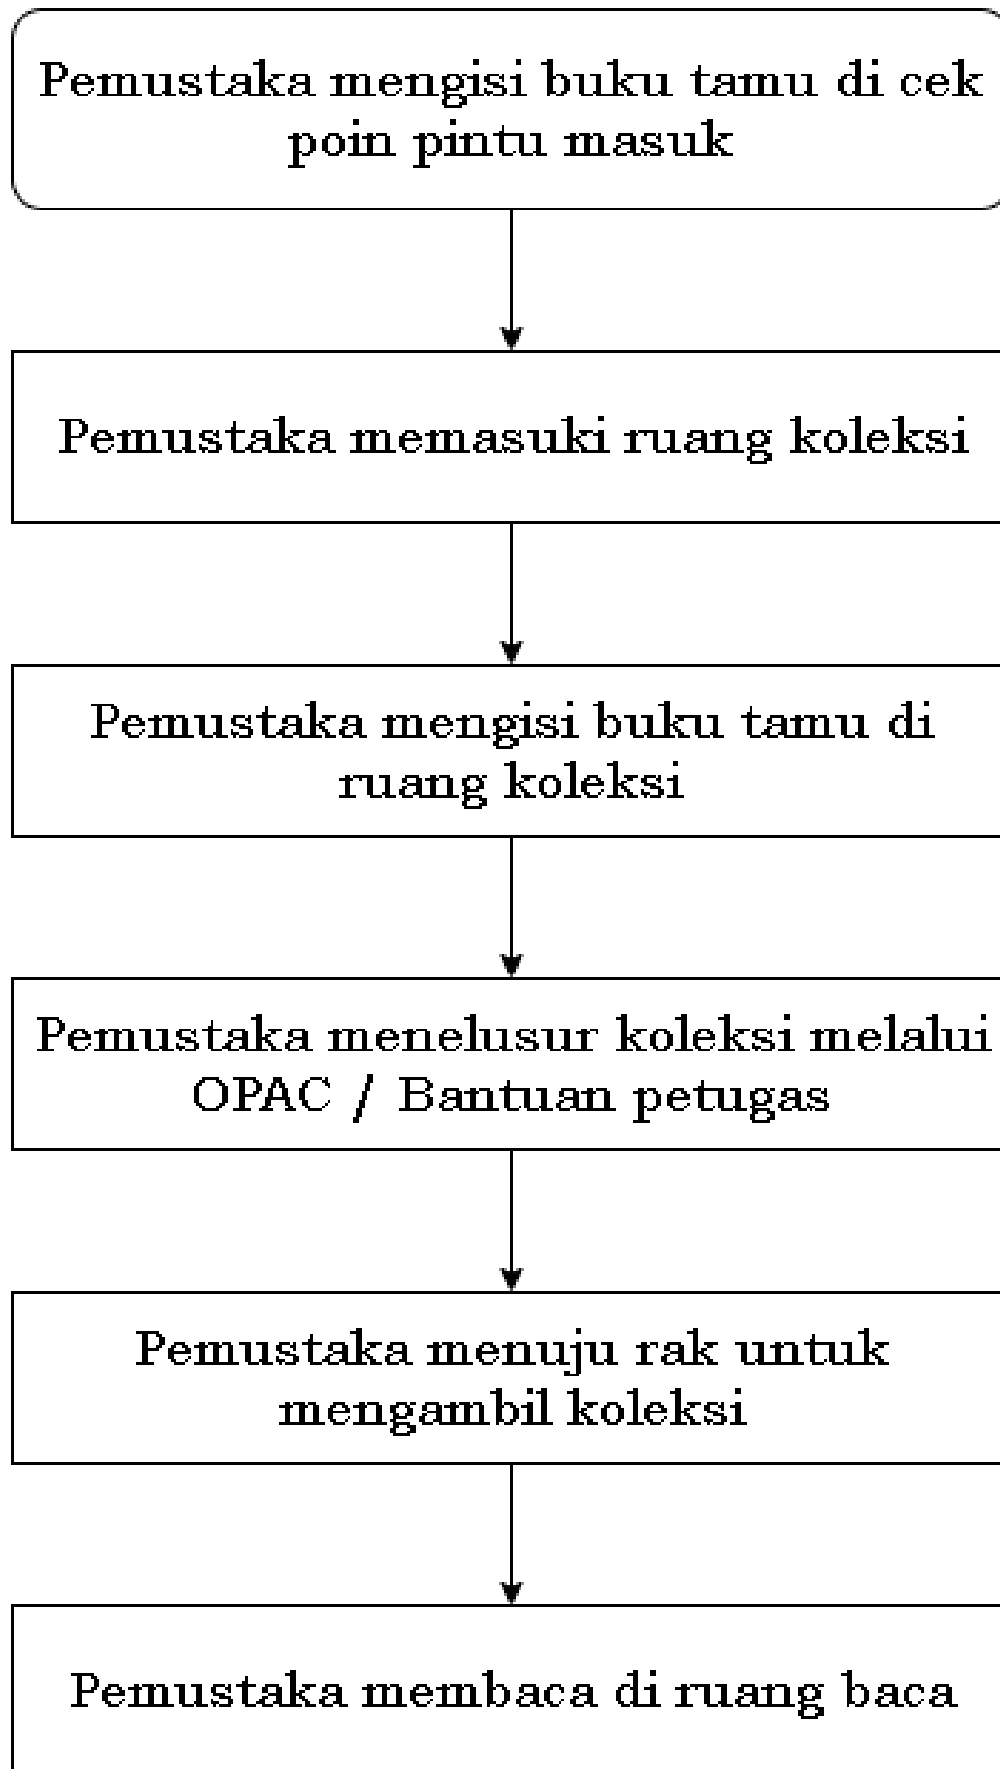 Pemustaka mengisi buku tamu di cek
poin pintu masuk
Pemustaka memasuki ruang koleksi
Pemustaka mengisi buku tamu di
ruang koleksi
Pemustaka menelusur koleksi melalui
OPAC / Bantuan petugas
Pemustaka menuju rak untuk
mengambil koleksi
Pemustaka membaca di ruang baca